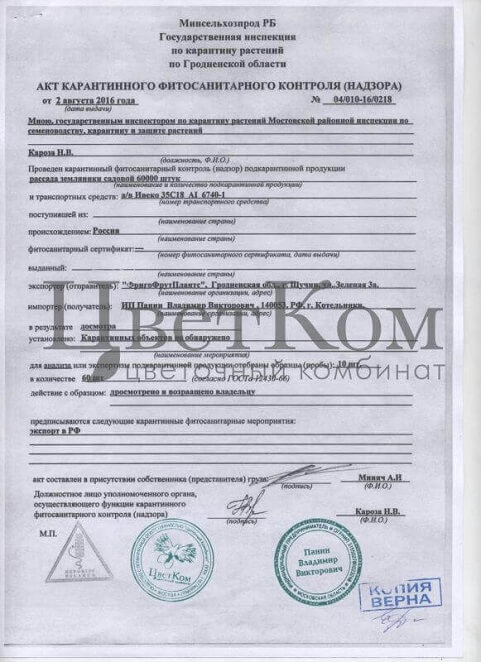 Минсельхозпрод РБ
Государственная инспекция
по карантину растений
по Гродненской области
АКТ КАРАНТИННОГО ФИТОСАНИТАРНОГО КОНТРОЛЯ (НАДЗОРА)
от 2 августа 2016 года № 04/010-16/0218
(дата выдачи)
Мною, государственным инспектором по карантину растений Мостовской районной инспекции по
семеноводству, карантину и защите растений
Кароза Н.В.
(должность, Ф.И.О.)
Проведен карантинный фитосанитарный контроль (надзор) подкарантинной продукции
рассада земляники садовой 60000 штук
(наименование и количество подкарантинной продукции)
и транспортных средств: а/в Ивеко 35С18 АІ 6740-1
(номер транспортного средства)
поступившей из:
(наименование страны)
происхождением: Россия
(наименование страны)
фитосанитарный сертификат: —
(наименование фитосанитарного сертификата, дата выдачи)
выданный:
(наименование страны)
экспортер (отправитель): "ФригоФрутПлантс", Гродненская обл., г. Щучин, ул. Зеленая 3а.
(наименование организации, адрес)
импортер (получатель): ИП Панин Владимир Викторович, 140053, РФ, г. Котельники.
(наименование организации, адрес)
в результате досмотра
установлено: Карантинных объектов не обнаружено
(наименование мероприятия)
для анализа или экспертизы подкарантинной продукции отобраны образцы (пробы): 10 шт.
в количестве 60 шт (согласно ГОСТа 12430-66)
действие с образцом: дросмотрено и возращено владельцу
предписываются следующие карантинные фитосанитарные мероприятия:
экспорт в РФ
акт составлен в присутствии собственника (представителя) груза: Минич А.И
(подпись) (Ф.И.О.)
Должностное лицо уполномоченного органа,
осуществляющего функции карантинного
фитосанитарного контроля (надзора) Кароза Н.В.
(подпись) (Ф.И.О.)
М.П.
ЦветКом
Цветочный комбинат
ЦветКом
Панин
Владимир
Викторович
КОПИЯ
ВЕРНА